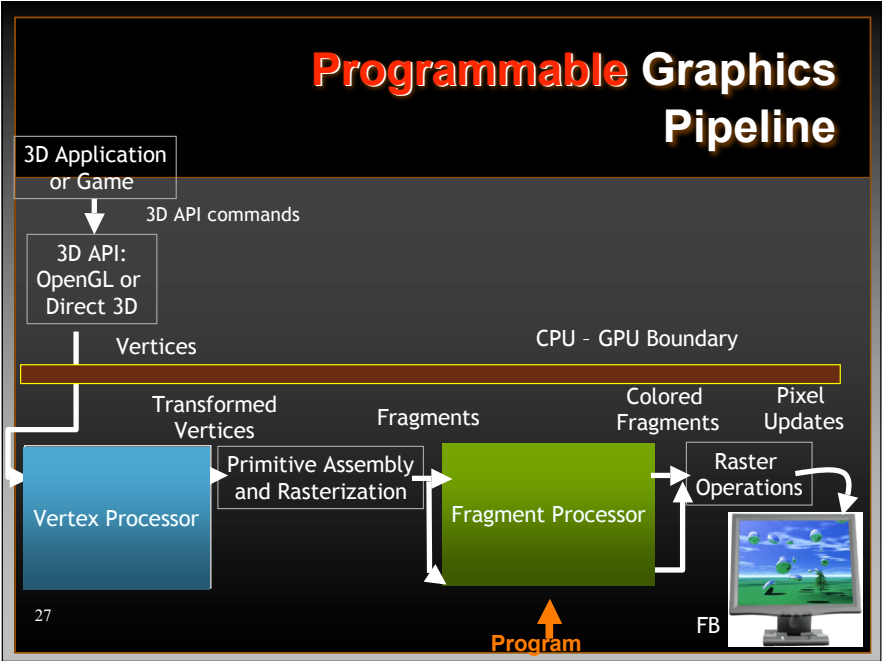 Programmable Graphics
Pipeline
3D Application
or Game
3D API commands
3D API:
OpenGL or
Direct 3D
Vertices
CPU – GPU Boundary
Transformed
Vertices
Fragments
Colored
Fragments
Pixel
Updates
Vertex Processor
Primitive Assembly
and Rasterization
Fragment Processor
Raster
Operations
27
Program
FB